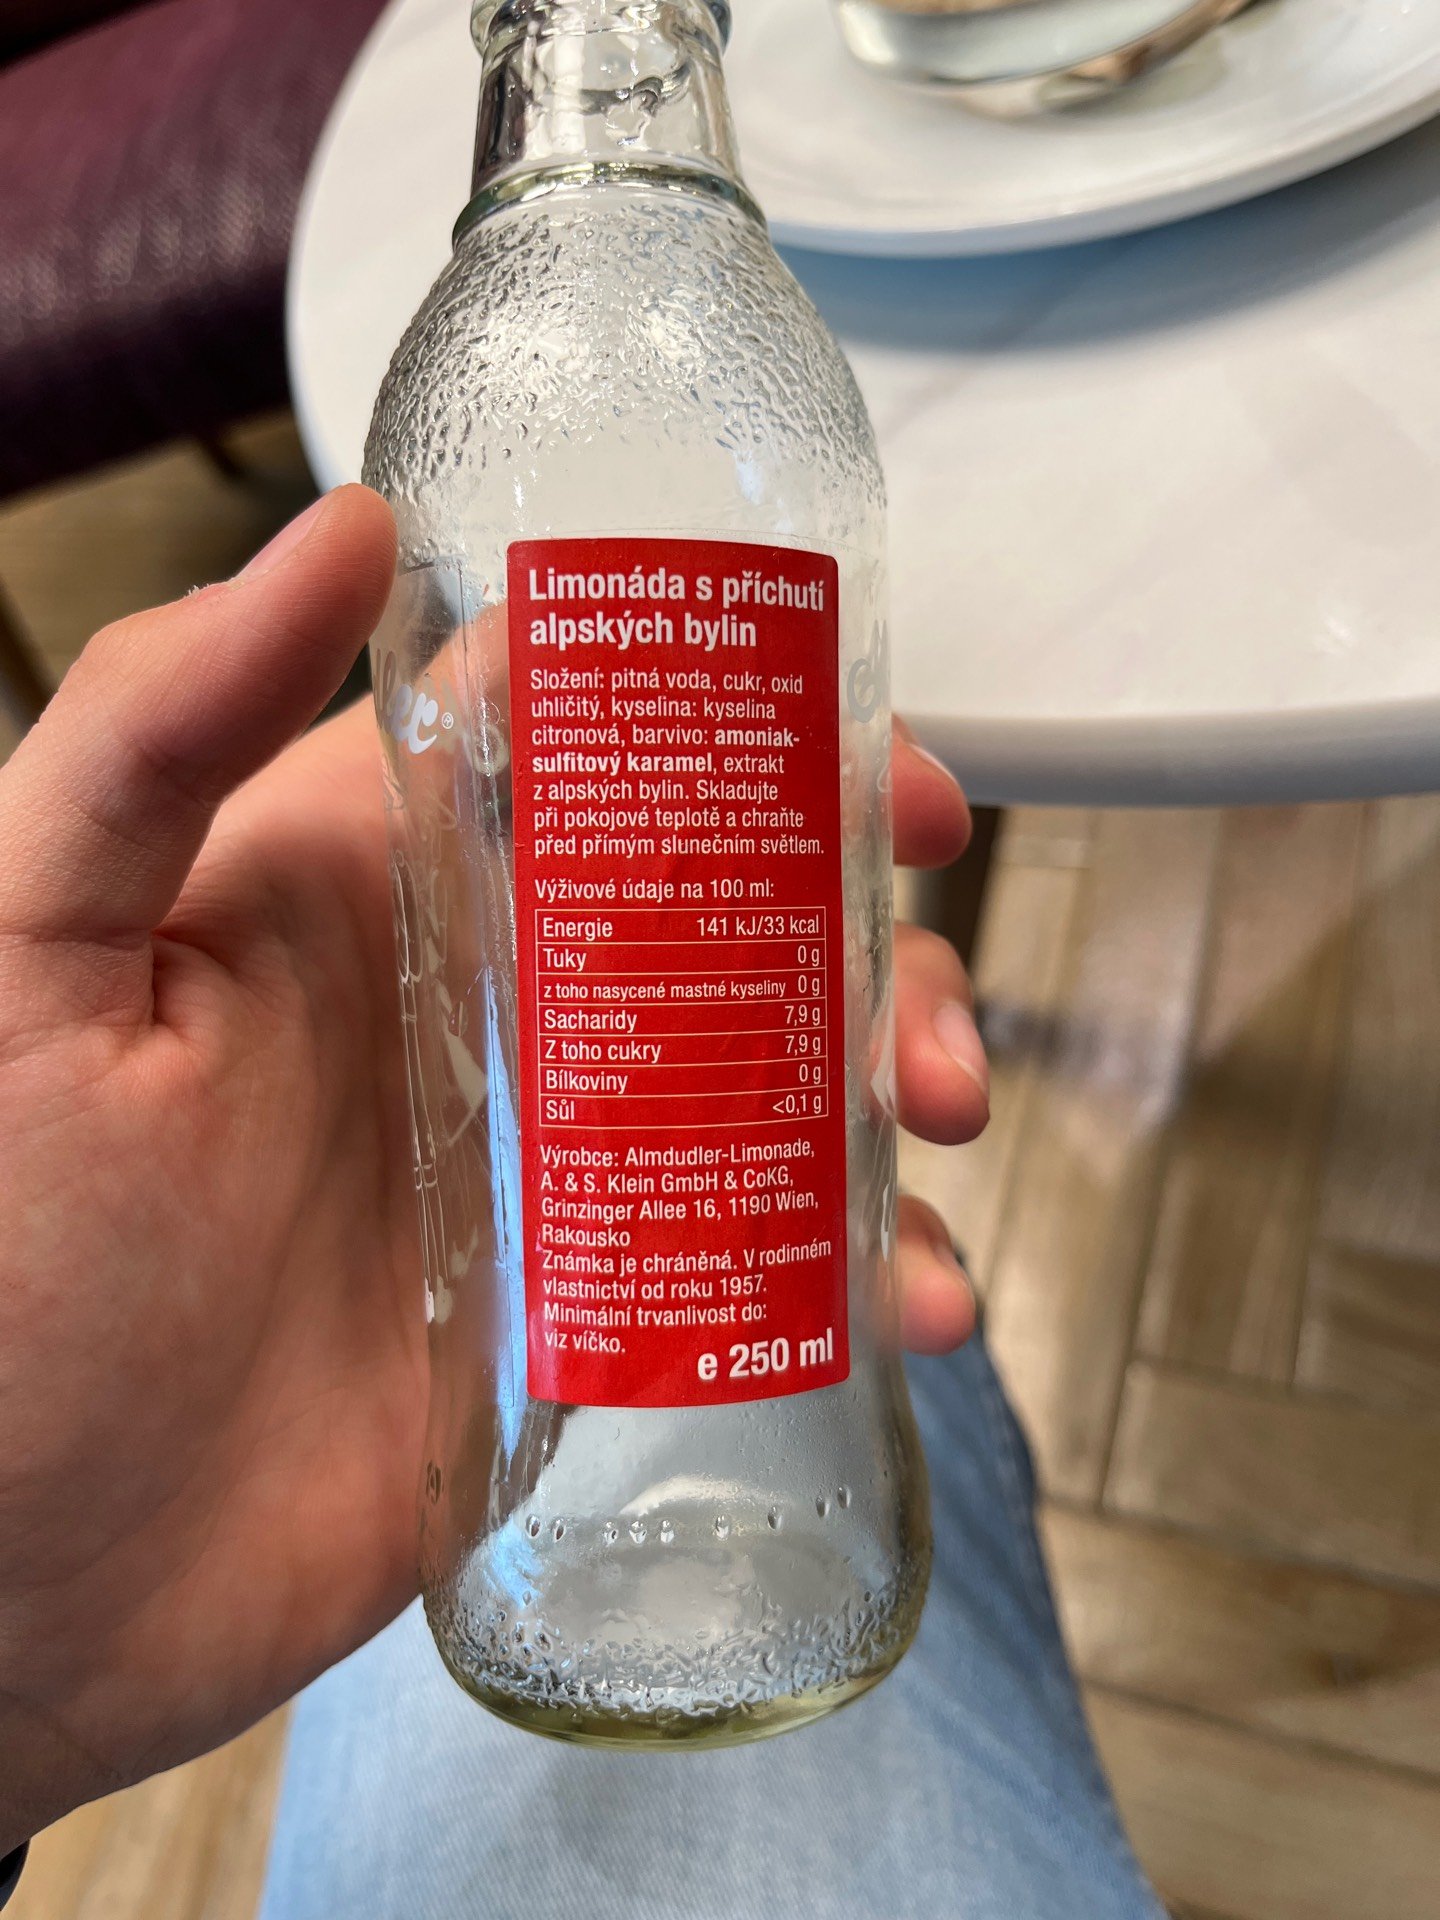 Limonáda s příchutí
alpských bylin
Složení: pitná voda, cukr, oxid
uhličitý, kyselina: kyselina
citronová, barvivo: amoniak-
sulfitový karamel, extrakt
z alpských bylin. Skladujte
při pokojové teplotě a chraňte
před přímým slunečním světlem.
Výživové údaje na 100 ml:
Energie 141 kJ/33 kcal
Tuky 0 g
z toho nasycené mastné kyseliny 0 g
Sacharidy 7,9 g
Z toho cukry 7,9 g
Bílkoviny 0 g
Sůl <0,1 g
Výrobce: Almdudler-Limonade,
A. & S. Klein GmbH & CoKG,
Grinzinger Allee 16, 1190 Wien,
Rakousko
Známka je chráněná. V rodinném
vlastnictví od roku 1957.
Minimální trvanlivost do:
viz víčko.
e 250 ml